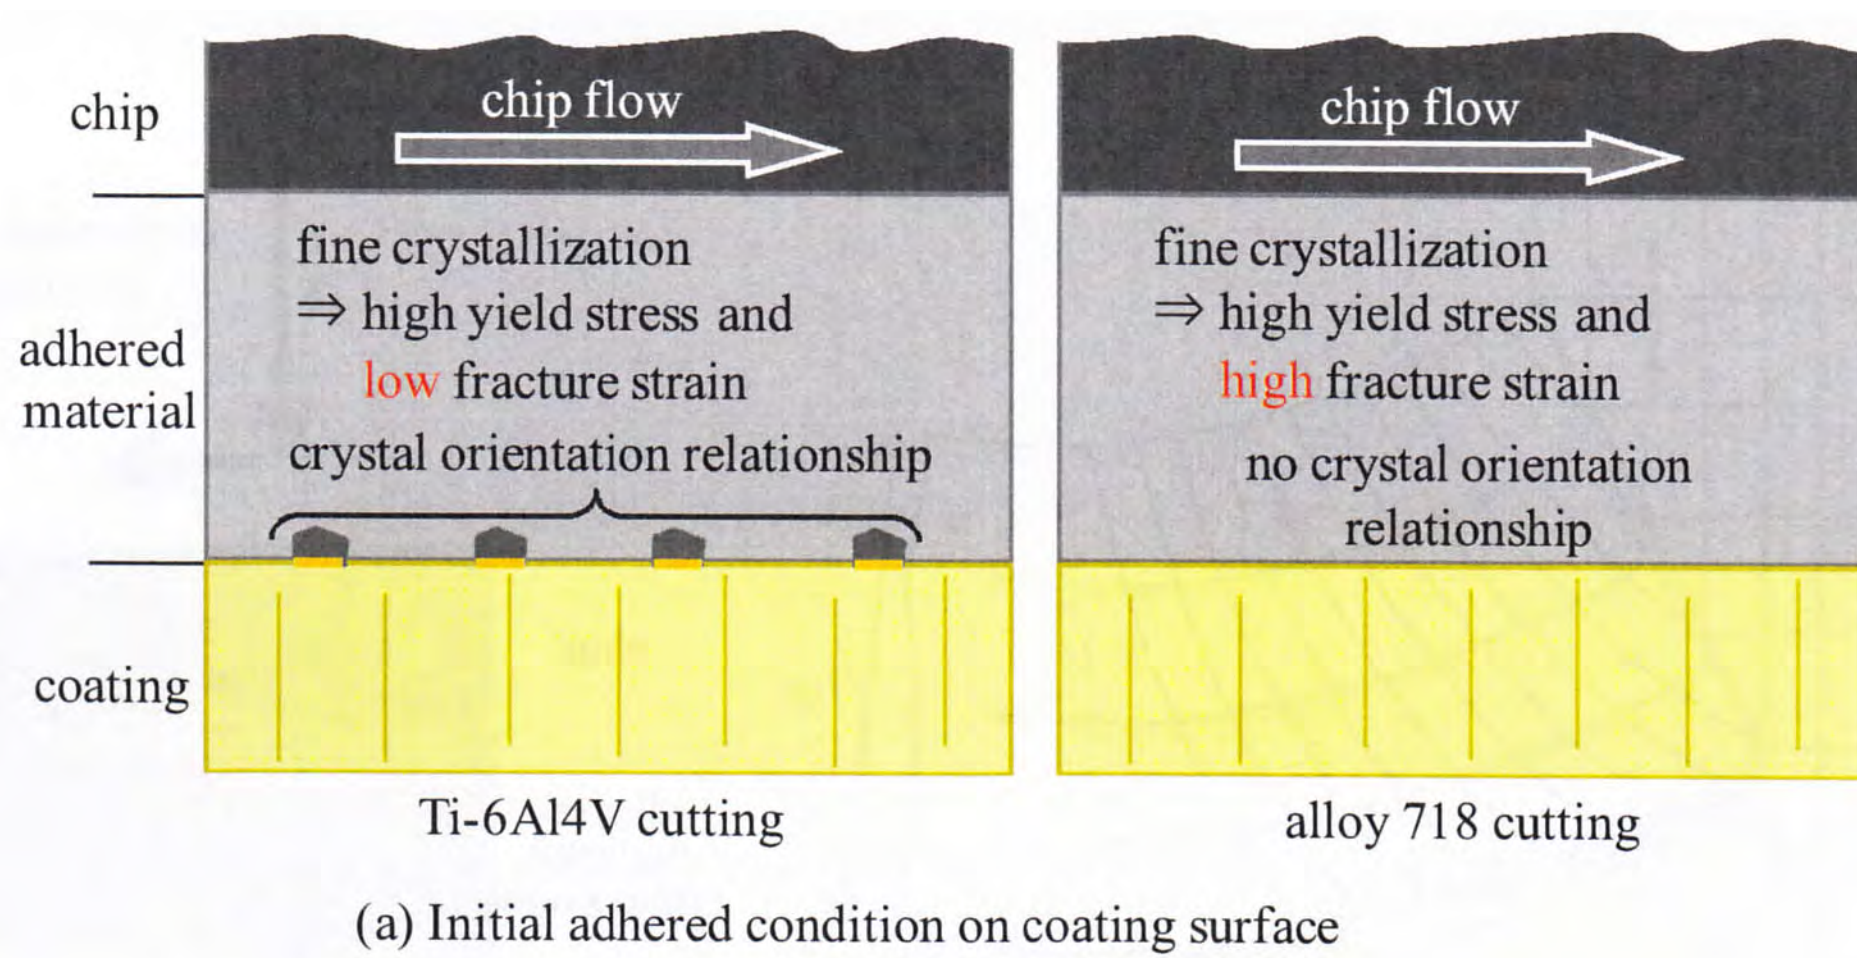 chip
chip flow
chip flow
adhered
material
fine crystallization
⇒ high yield stress and
low fracture strain
crystal orientation relationship
fine crystallization
⇒ high yield stress and
high fracture strain
no crystal orientation
relationship
coating
Ti-6Al4V cutting
alloy 718 cutting
(a) Initial adhered condition on coating surface